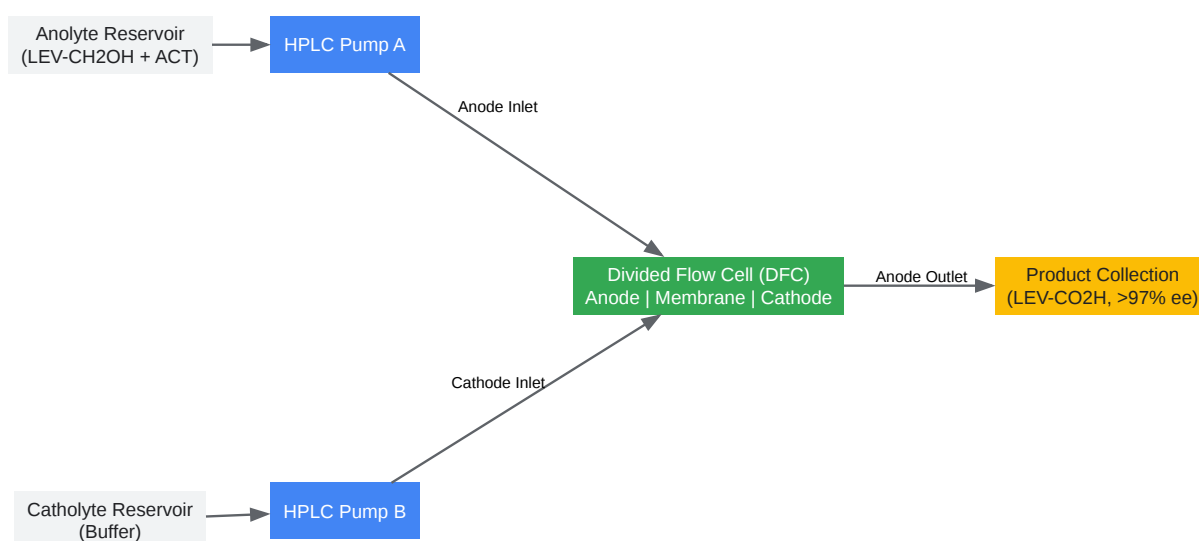 Anolyte Reservoir
(LEV-CH2OH + ACT)
HPLC Pump A
Anode Inlet
Divided Flow Cell (DFC)
Anode | Membrane | Cathode
Anode Outlet
Product Collection
(LEV-CO2H, >97% ee)
Cathode Inlet
Catholyte Reservoir
(Buffer)
HPLC Pump B